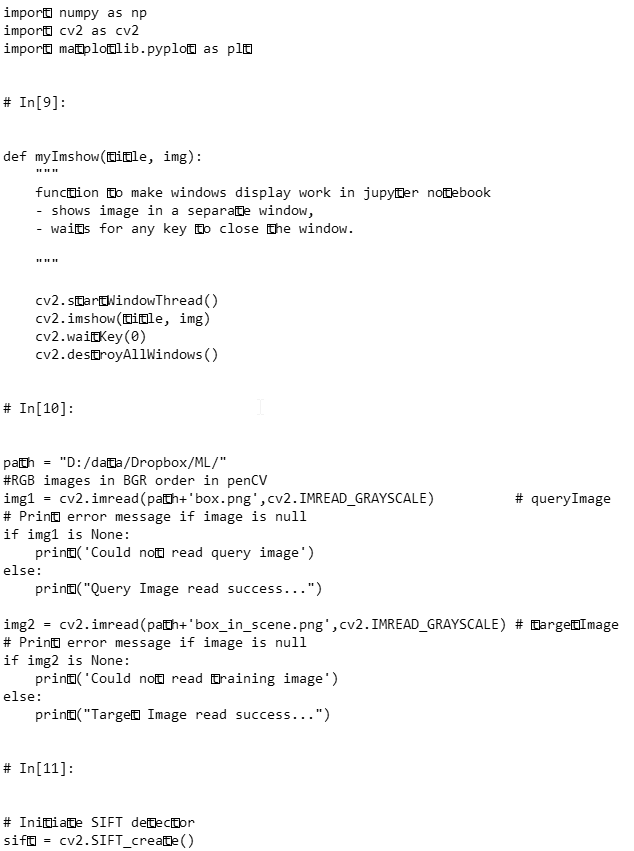 import numpy as np
import cv2 as cv2
import matplotlib.pyplot as plt
# In[9]:
def myImshow(title, img):
"""
function to make windows display work in jupyter notebook
- shows image in a separate window,
- waits for any key to close the window.
"""
cv2.startWindowThread()
cv2.imshow(title, img)
cv2.waitKey(0)
cv2.destroyAllWindows()
# In[10]:
path = "D:/data/Dropbox/ML/"
#RGB images in BGR order in penCV
img1 = cv2.imread(path+'box.png',cv2.IMREAD_GRAYSCALE) # queryImage
# Print error message if image is null
if img1 is None:
print('Could not read query image')
else:
print("Query Image read success...")
img2 = cv2.imread(path+'box_in_scene.png',cv2.IMREAD_GRAYSCALE) # targetImage
# Print error message if image is null
if img2 is None:
print('Could not read training image')
else:
print("Target Image read success...")
# In[11]:
# Initiate SIFT detector
sift = cv2.SIFT_create()